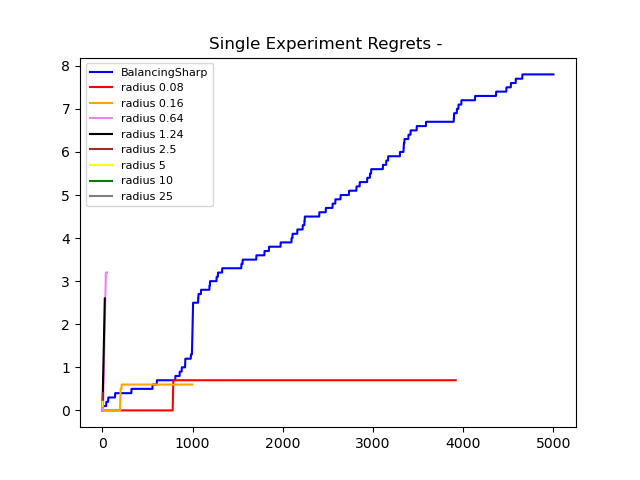 Single Experiment Regrets -
BalancingSharp
radius 0.08
radius 0.16
radius 0.64
radius 1.24
radius 2.5
radius 5
radius 10
radius 25
8
7
6
5
4
3
2
1
0
0 1000 2000 3000 4000 5000